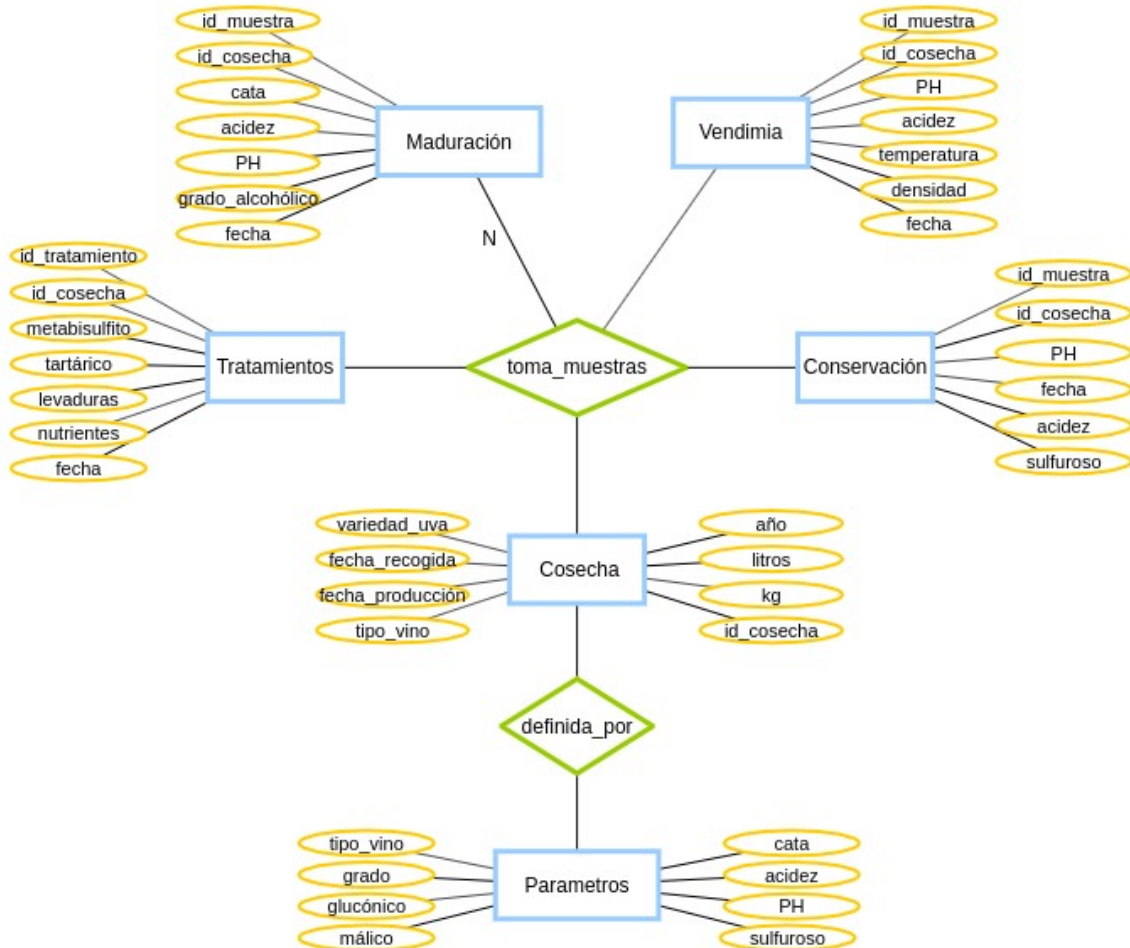 id_muestra
id_cosecha
cata
acidez
PH
grado_alcohólico
fecha
Maduración
id_muestra
id_cosecha
PH
acidez
temperatura
densidad
fecha
Vendimia
N
id_tratamiento
id_cosecha
metabisulfito
tartárico
levaduras
nutrientes
fecha
Tratamientos
toma_muestras
Conservación
id_muestra
id_cosecha
PH
fecha
acidez
sulfuroso
variedad_uva
fecha_recogida
fecha_producción
tipo_vino
Cosecha
año
litros
kg
id_cosecha
definida_por
tipo_vino
grado
glucónico
málico
Parametros
cata
acidez
PH
sulfuroso